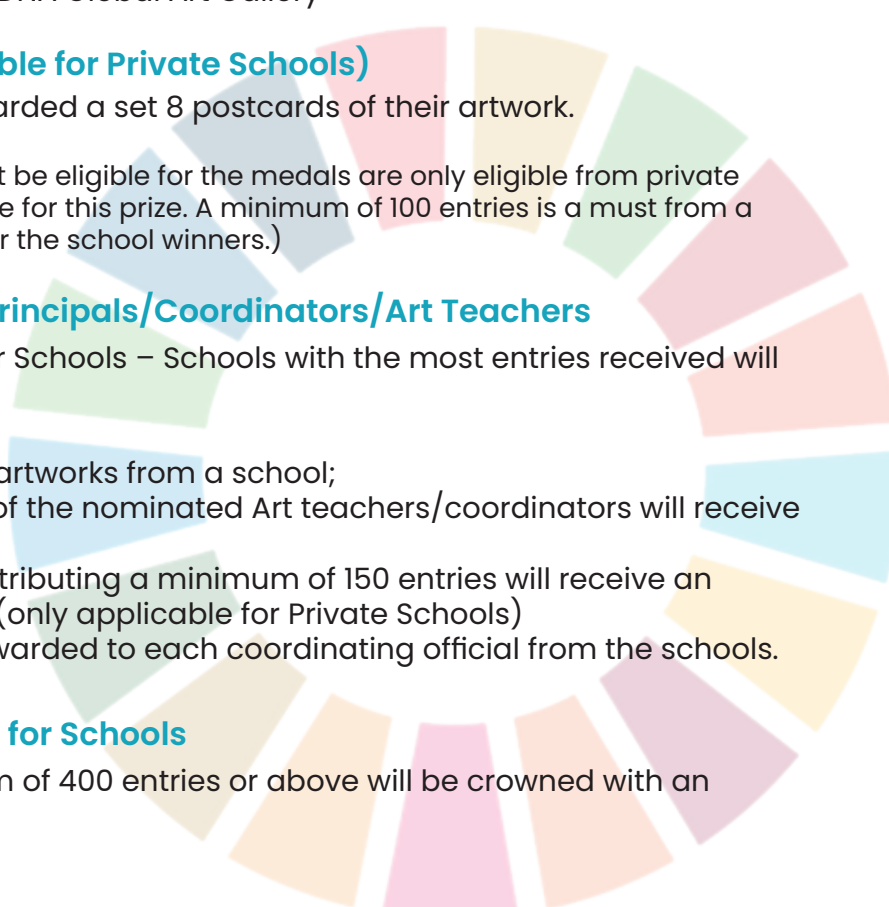 Global Art Gallery
ble for Private Schools)
arded a set 8 postcards of their artwork.
t be eligible for the medals are only eligible from private
e for this prize. A minimum of 100 entries is a must from a
r the school winners.)
rincipals/Coordinators/Art Teachers
r Schools – Schools with the most entries received will
artworks from a school;
of the nominated Art teachers/coordinators will receive
tributing a minimum of 150 entries will receive an
(only applicable for Private Schools)
warded to each coordinating official from the schools.
for Schools
m of 400 entries or above will be crowned with an